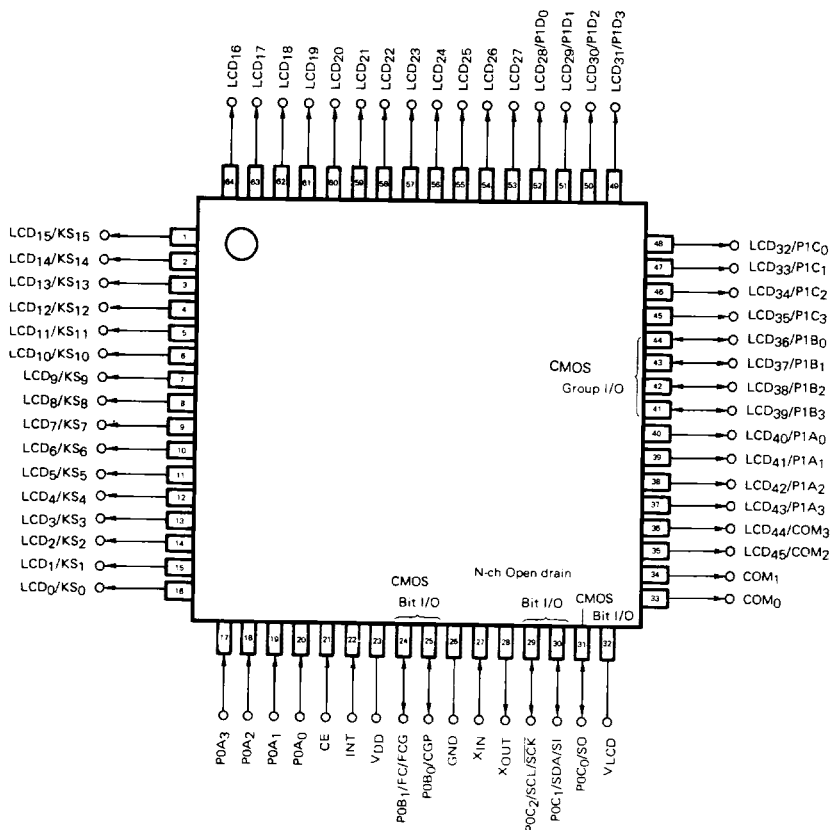 LCD16
LCD17
LCD18
LCD19
LCD20
LCD21
LCD22
LCD23
LCD24
LCD25
LCD26
LCD27
LCD28/P1D0
LCD29/P1D1
LCD30/P1D2
LCD31/P1D3
64
63
62
61
60
59
58
57
56
55
54
53
52
51
50
49
LCD15/KS15 1
LCD14/KS14 2
LCD13/KS13 3
LCD12/KS12 4
LCD11/KS11 5
LCD10/KS10 6
LCD9/KS9 7
LCD8/KS8 8
LCD7/KS7 9
LCD6/KS6 10
LCD5/KS5 11
LCD4/KS4 12
LCD3/KS3 13
LCD2/KS2 14
LCD1/KS1 15
LCD0/KS0 16
48 LCD32/P1C0
47 LCD33/P1C1
46 LCD34/P1C2
45 LCD35/P1C3
44 LCD36/P1B0
43 LCD37/P1B1
42 LCD38/P1B2
41 LCD39/P1B3
40 LCD40/P1A0
39 LCD41/P1A1
38 LCD42/P1A2
37 LCD43/P1A3
36 LCD44/COM3
35 LCD45/COM2
34 COM1
33 COM0
CMOS
Group I/O
CMOS
Bit I/O
N-ch Open drain
Bit I/O
CMOS
Bit I/O
17
18
19
20
21
22
23
24
25
26
27
28
29
30
31
32
P0A3
P0A2
P0A1
P0A0
CE
INT
VDD
P0B1/FC/FCG
P0B0/CGP
GND
XIN
XOUT
P0C2/SCL/S̅C̅K̅
P0C1/SDA/SI
P0C0/SO
VLCD